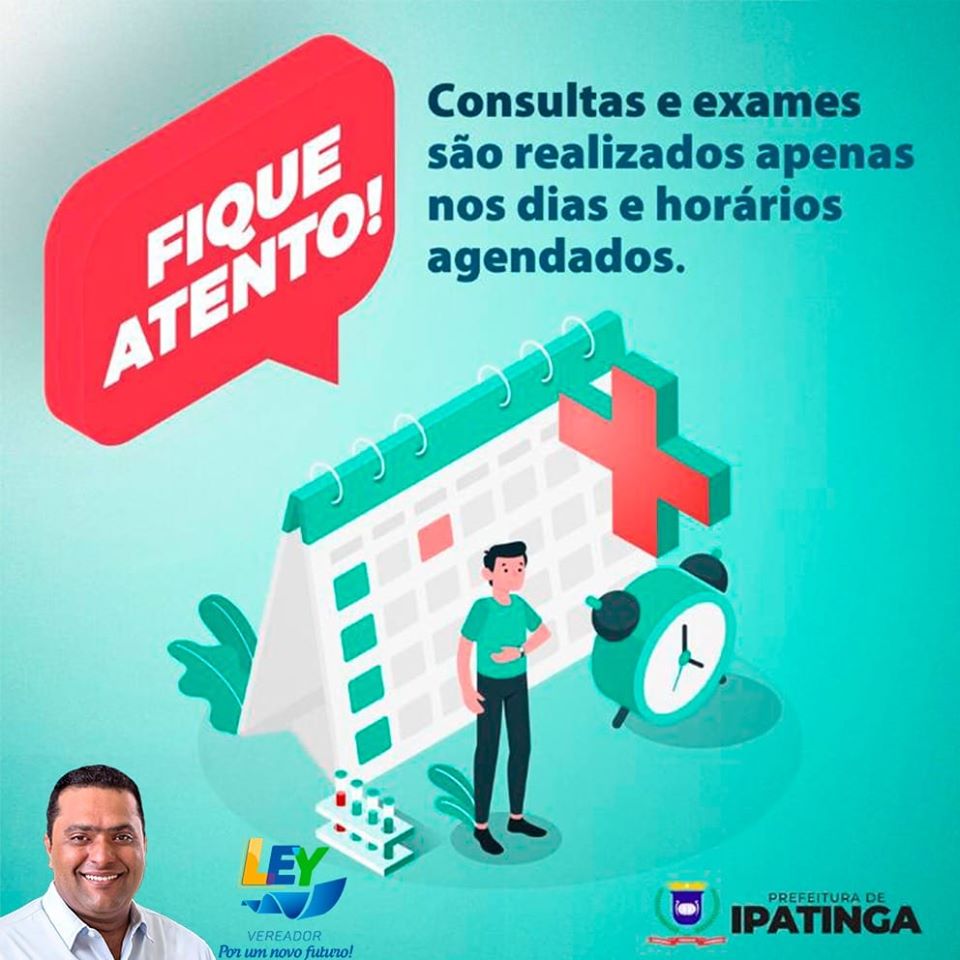 FIQUE
ATENTO!
Consultas e exames
são realizados apenas
nos dias e horários
agendados.
LEY
VEREADOR
Por um novo futuro!
PREFEITURA DE
IPATINGA